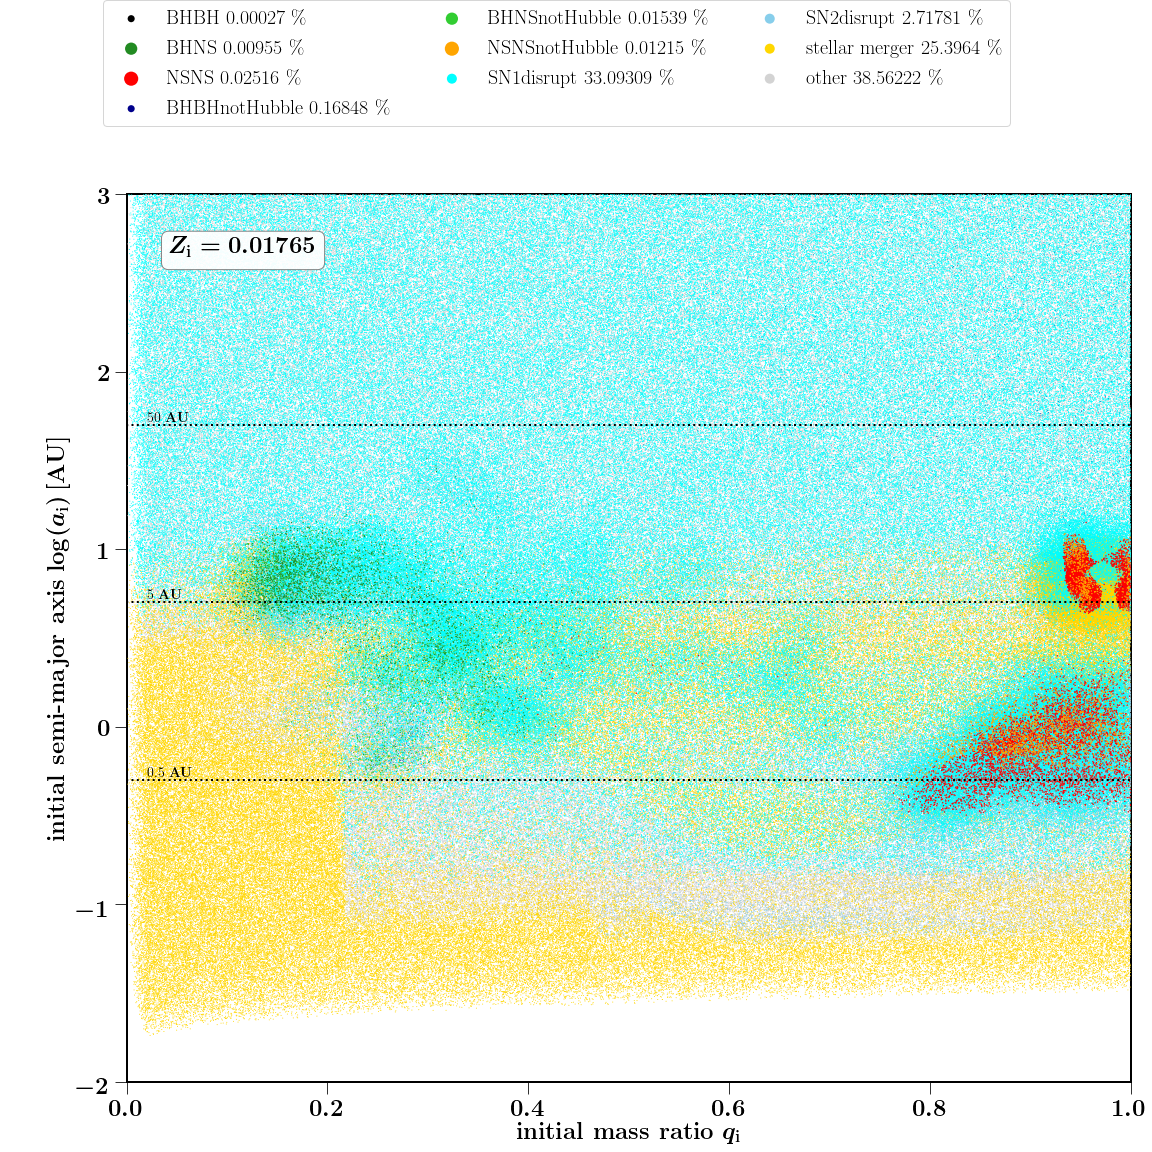 BHBH 0.00027 % BHNSnotHubble 0.01539 % SN2disrupt 2.71781 %
BHNS 0.00955 % NSNSnotHubble 0.01215 % stellar merger 25.3964 %
NSNS 0.02516 % SN1disrupt 33.09309 % other 38.56222 %
BHBHnotHubble 0.16848 %
3
Zi = 0.01765
2
50 AU
1
5 AU
0
0.5 AU
−1
−2
initial semi-major axis log(ai) [AU]
0.0 0.2 0.4 0.6 0.8 1.0
initial mass ratio qi